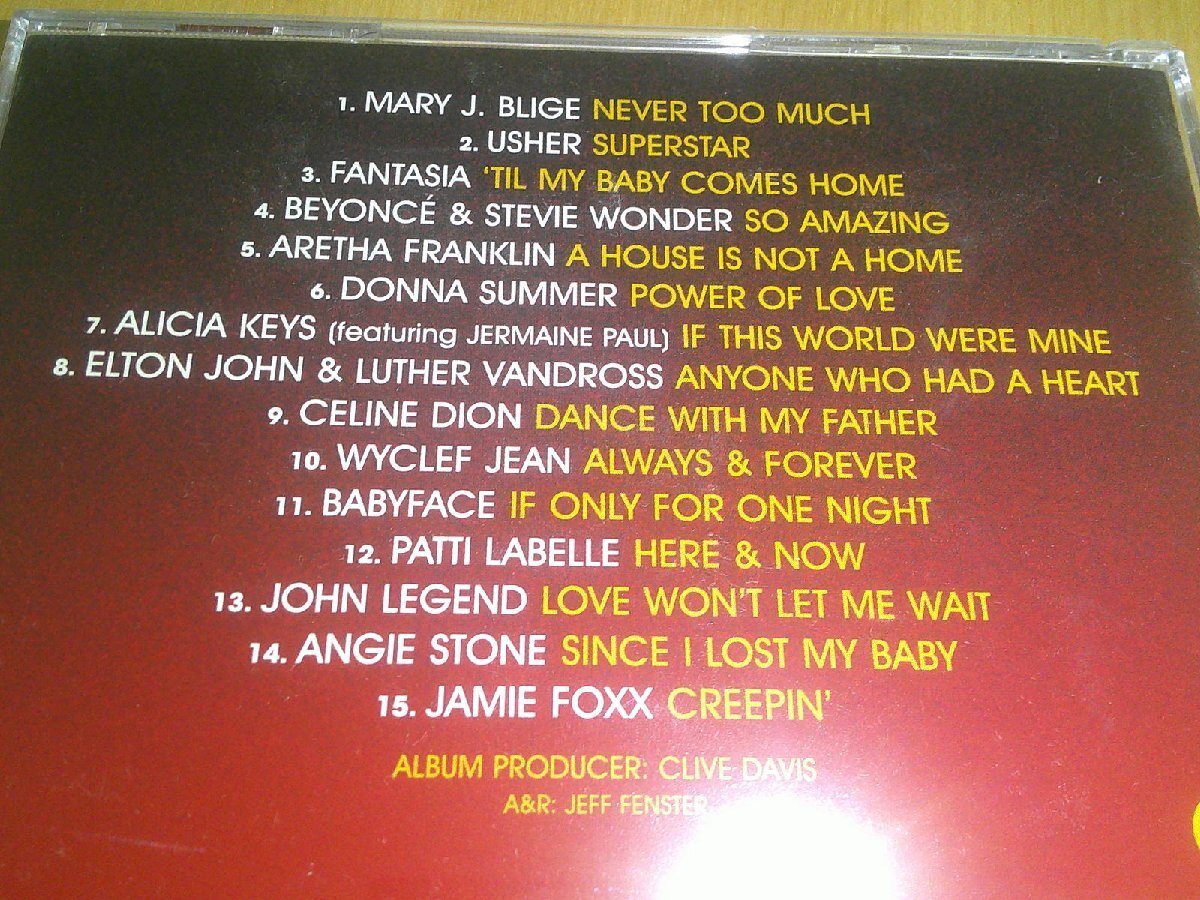 1. MARY J. BLIGE NEVER TOO MUCH
2. USHER SUPERSTAR
3. FANTASIA 'TIL MY BABY COMES HOME
4. BEYONCÉ & STEVIE WONDER SO AMAZING
5. ARETHA FRANKLIN A HOUSE IS NOT A HOME
6. DONNA SUMMER POWER OF LOVE
7. ALICIA KEYS (featuring JERMAINE PAUL) IF THIS WORLD WERE MINE
8. ELTON JOHN & LUTHER VANDROSS ANYONE WHO HAD A HEART
9. CELINE DION DANCE WITH MY FATHER
10. WYCLEF JEAN ALWAYS & FOREVER
11. BABYFACE IF ONLY FOR ONE NIGHT
12. PATTI LABELLE HERE & NOW
13. JOHN LEGEND LOVE WON'T LET ME WAIT
14. ANGIE STONE SINCE I LOST MY BABY
15. JAMIE FOXX CREEPIN'
ALBUM PRODUCER: CLIVE DAVIS
A&R: JEFF FENSTER